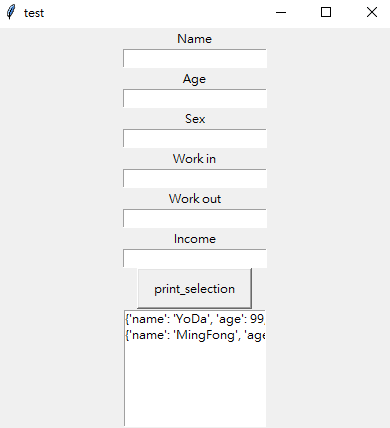 test
Name
Age
Sex
Work in
Work out
Income
print_selection
{'name': 'YoDa', 'age': 99,
{'name': 'MingFong', 'age